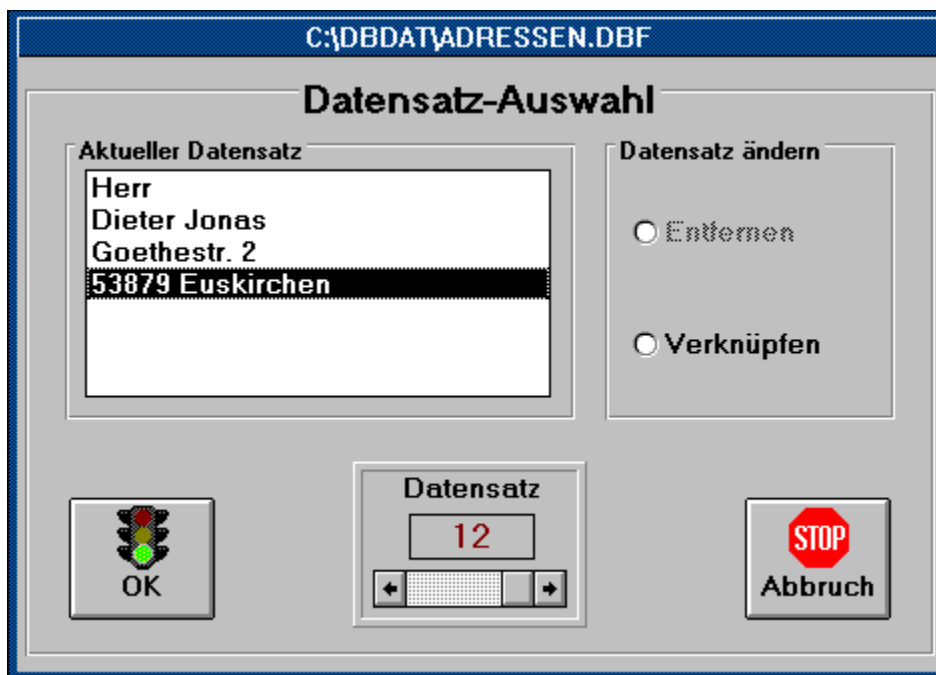 C:\DBDAT\ADRESSEN.DBF
Datensatz-Auswahl
Aktueller Datensatz
Herr
Dieter Jonas
Goethestr. 2
53879 Euskirchen
Datensatz ändern
Entfernen
Verknüpfen
OK
Datensatz
12
STOP
Abbruch